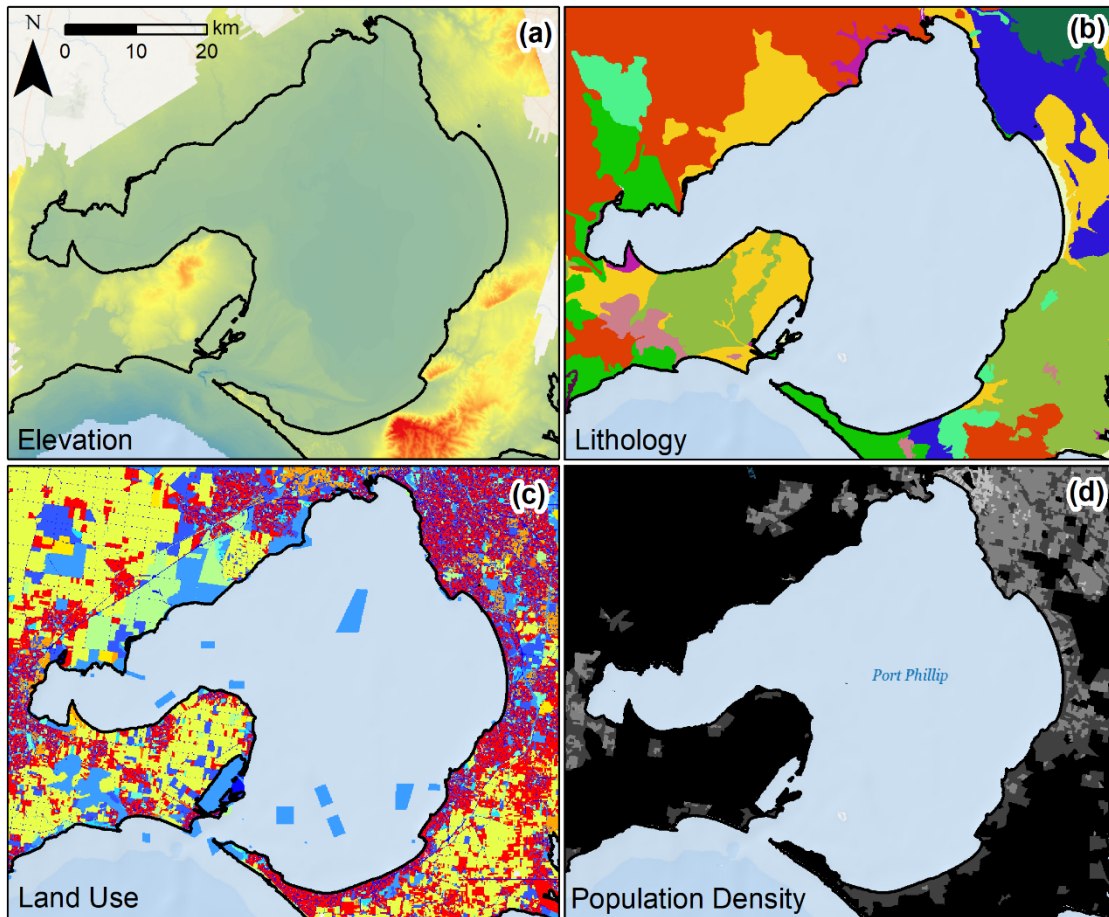 N
km
0 10 20
(a)
Elevation
(b)
Lithology
(c)
Land Use
(d)
Port Phillip
Population Density